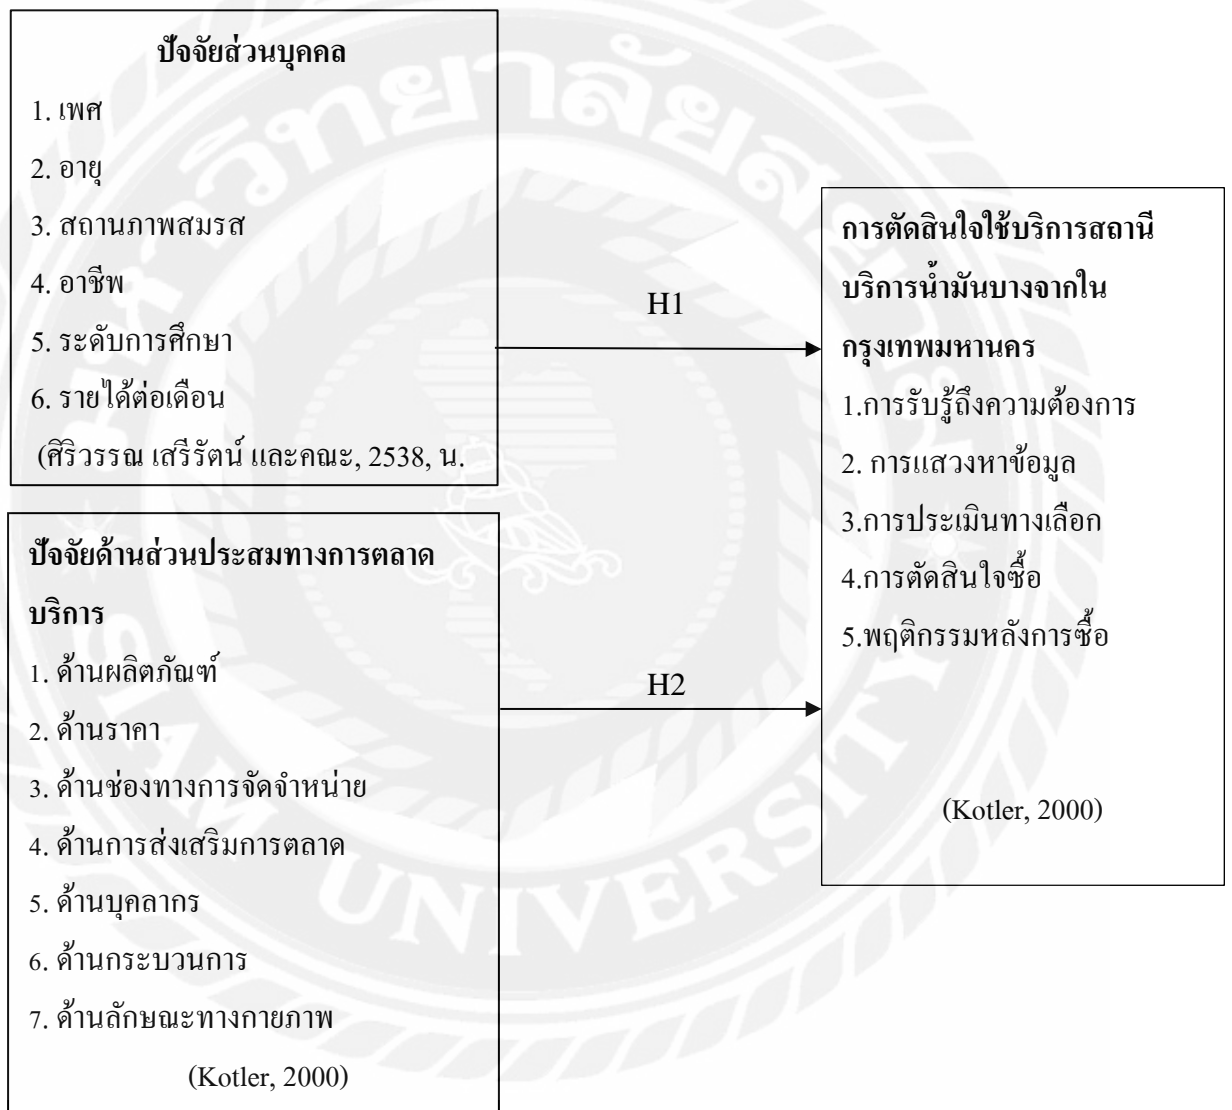 ปัจจัยส่วนบุคคล
1. เพศ
2. อายุ
3. สถานภาพสมรส
4. อาชีพ
5. ระดับการศึกษา
6. รายได้ต่อเดือน
(ศิริวรรณ เสรีรัตน์ และคณะ, 2538, น.
ปัจจัยด้านส่วนประสมทางการตลาด
บริการ
1. ด้านผลิตภัณฑ์
2. ด้านราคา
3. ด้านช่องทางการจัดจำหน่าย
4. ด้านการส่งเสริมการตลาด
5. ด้านบุคลากร
6. ด้านกระบวนการ
7. ด้านลักษณะทางกายภาพ
(Kotler, 2000)
H1
H2
การตัดสินใจใช้บริการสถานี
บริการน้ำมันบางจากใน
กรุงเทพมหานคร
1.การรับรู้ถึงความต้องการ
2. การแสวงหาข้อมูล
3.การประเมินทางเลือก
4.การตัดสินใจซื้อ
5.พฤติกรรมหลังการซื้อ
(Kotler, 2000)
มหาวิทยาลัยสยาม
SIAM UNIVERSITY